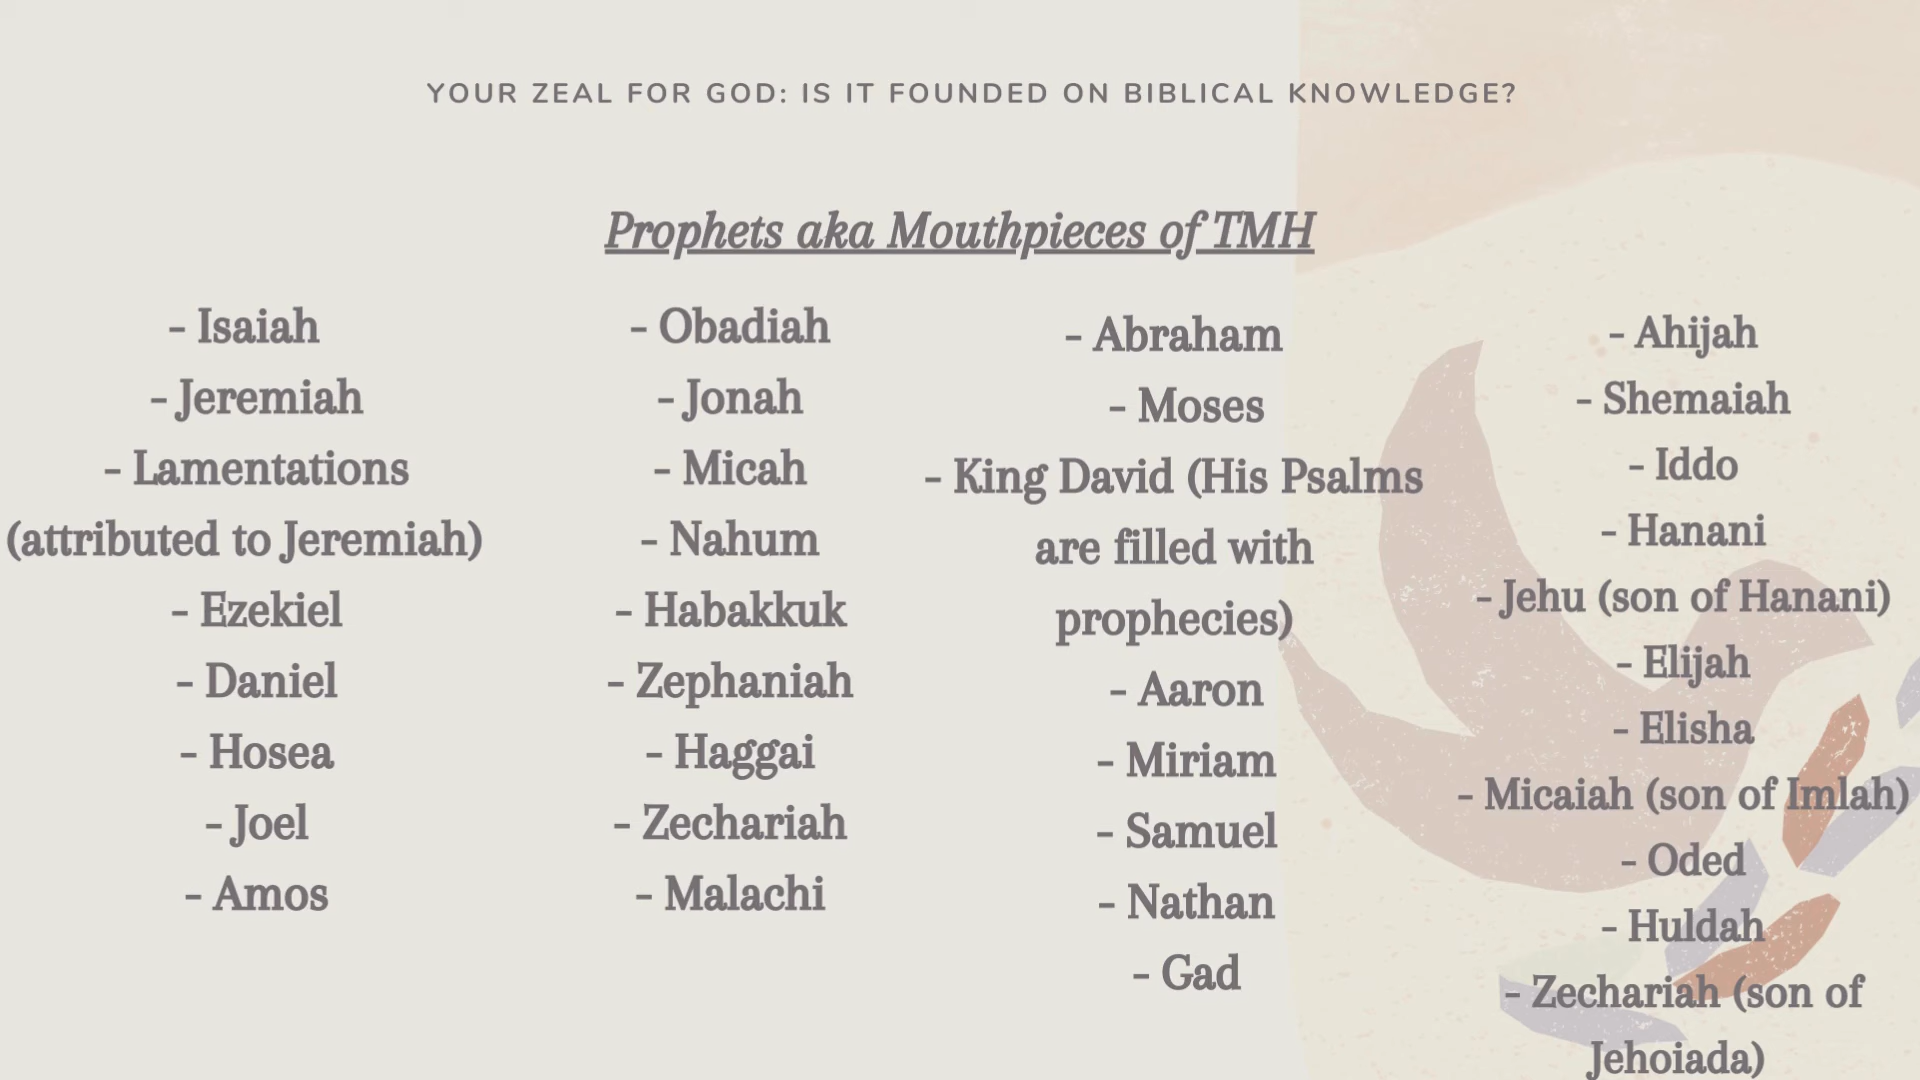 YOUR ZEAL FOR GOD: IS IT FOUNDED ON BIBLICAL KNOWLEDGE?
Prophets aka Mouthpieces of TMH
- Isaiah
- Jeremiah
- Lamentations
(attributed to Jeremiah)
- Ezekiel
- Daniel
- Hosea
- Joel
- Amos
- Obadiah
- Jonah
- Micah
- Nahum
- Habakkuk
- Zephaniah
- Haggai
- Zechariah
- Malachi
- Abraham
- Moses
- King David (His Psalms
are filled with
prophecies)
- Aaron
- Miriam
- Samuel
- Nathan
- Gad
- Ahijah
- Shemaiah
- Iddo
- Hanani
- Jehu (son of Hanani)
- Elijah
- Elisha
- Micaiah (son of Imlah)
- Oded
- Huldah
- Zechariah (son of
Jehoiada)